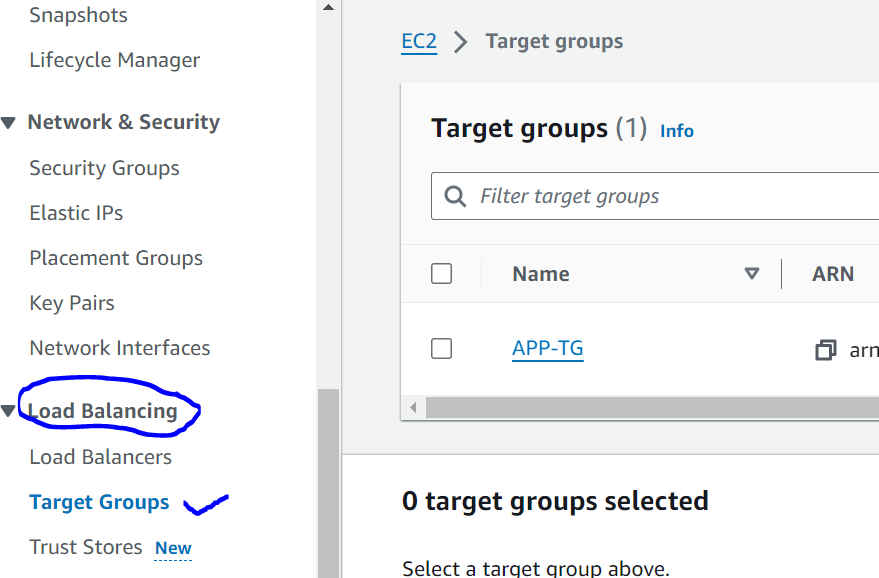 Snapshots
Lifecycle Manager
Network & Security
Security Groups
Elastic IPs
Placement Groups
Key Pairs
Network Interfaces
Load Balancing
Load Balancers
Target Groups
Trust Stores New
EC2 > Target groups
Target groups (1) Info
Filter target groups
Name ARN
APP-TG arn
0 target groups selected
Select a target group above.